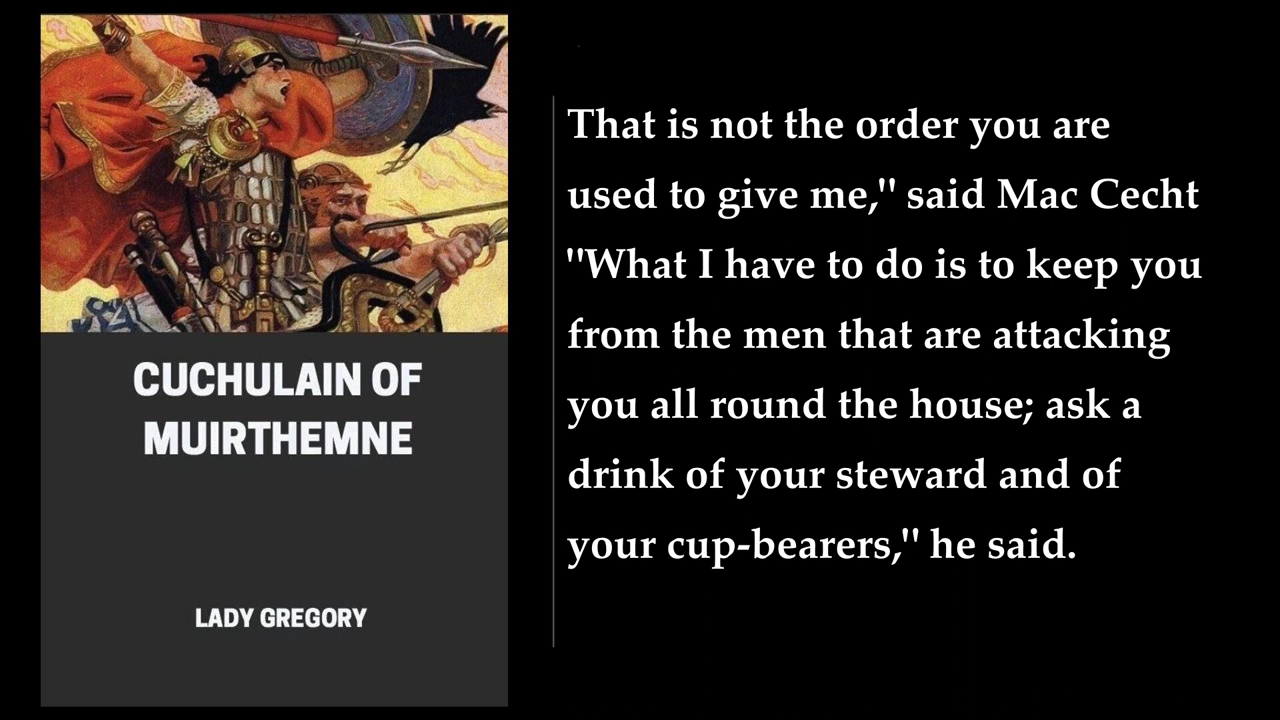 CUCHULAIN OF
MUIRTHEMNE
LADY GREGORY
That is not the order you are
used to give me," said Mac Cecht
"What I have to do is to keep you
from the men that are attacking
you all round the house; ask a
drink of your steward and of
your cup-bearers," he said.